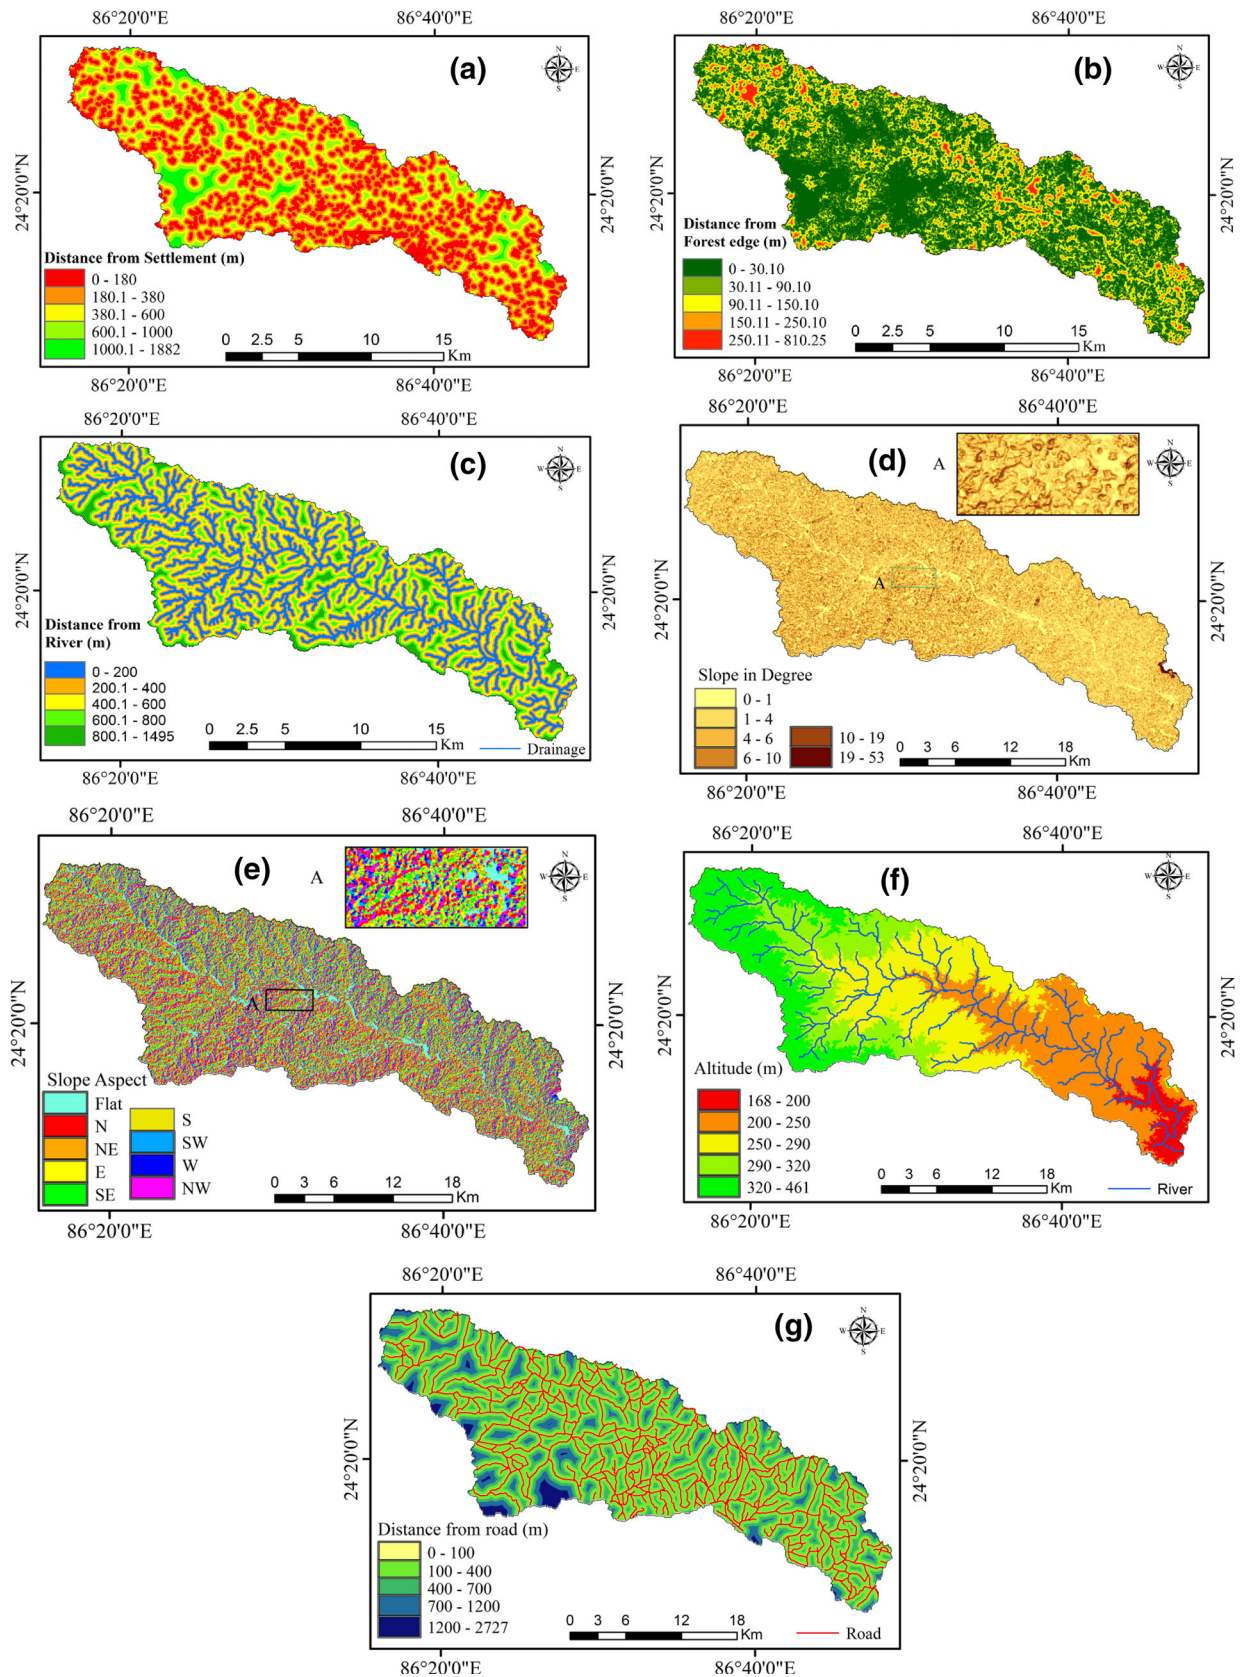 86°20'0"E 86°40'0"E
(a)
N
E
S
24°20'0"N 24°20'0"N
Distance from Settlement (m)
0 - 180
180.1 - 380
380.1 - 600
600.1 - 1000
1000.1 - 1882
0 2.5 5 10 15
Km
86°20'0"E 86°40'0"E
86°20'0"E 86°40'0"E
(b)
N
W E
S
24°20'0"N 24°20'0"N
Distance from
Forest edge (m)
0 - 30.10
30.11 - 90.10
90.11 - 150.10
150.11 - 250.10
250.11 - 810.25
0 2.5 5 10 15
Km
86°20'0"E 86°40'0"E
86°20'0"E 86°40'0"E
(c)
N
W E
S
24°20'0"N 24°20'0"N
Distance from
River (m)
0 - 200
200.1 - 400
400.1 - 600
600.1 - 800
800.1 - 1495
0 2.5 5 10 15
Km
Drainage
86°20'0"E 86°40'0"E
86°20'0"E 86°40'0"E
(d)
A
N
W E
S
A
24°20'0"N 24°20'0"N
Slope in Degree
0 - 1
1 - 4
4 - 6
6 - 10
10 - 19
19 - 53
0 3 6 12 18
Km
86°20'0"E 86°40'0"E
86°20'0"E 86°40'0"E
(e)
A
N
W E
S
A
24°20'0"N 24°20'0"N
Slope Aspect
Flat
N
NE
E
SE
S
SW
W
NW
0 3 6 12 18
Km
86°20'0"E 86°40'0"E
86°20'0"E 86°40'0"E
(f)
N
W E
S
24°20'0"N 24°20'0"N
Altitude (m)
168 - 200
200 - 250
250 - 290
290 - 320
320 - 461
0 3 6 12 18
Km
River
86°20'0"E 86°40'0"E
86°20'0"E 86°40'0"E
(g)
N
W E
S
24°20'0"N 24°20'0"N
Distance from road (m)
0 - 100
100 - 400
400 - 700
700 - 1200
1200 - 2727
0 3 6 12 18
Km
Road
86°20'0"E 86°40'0"E